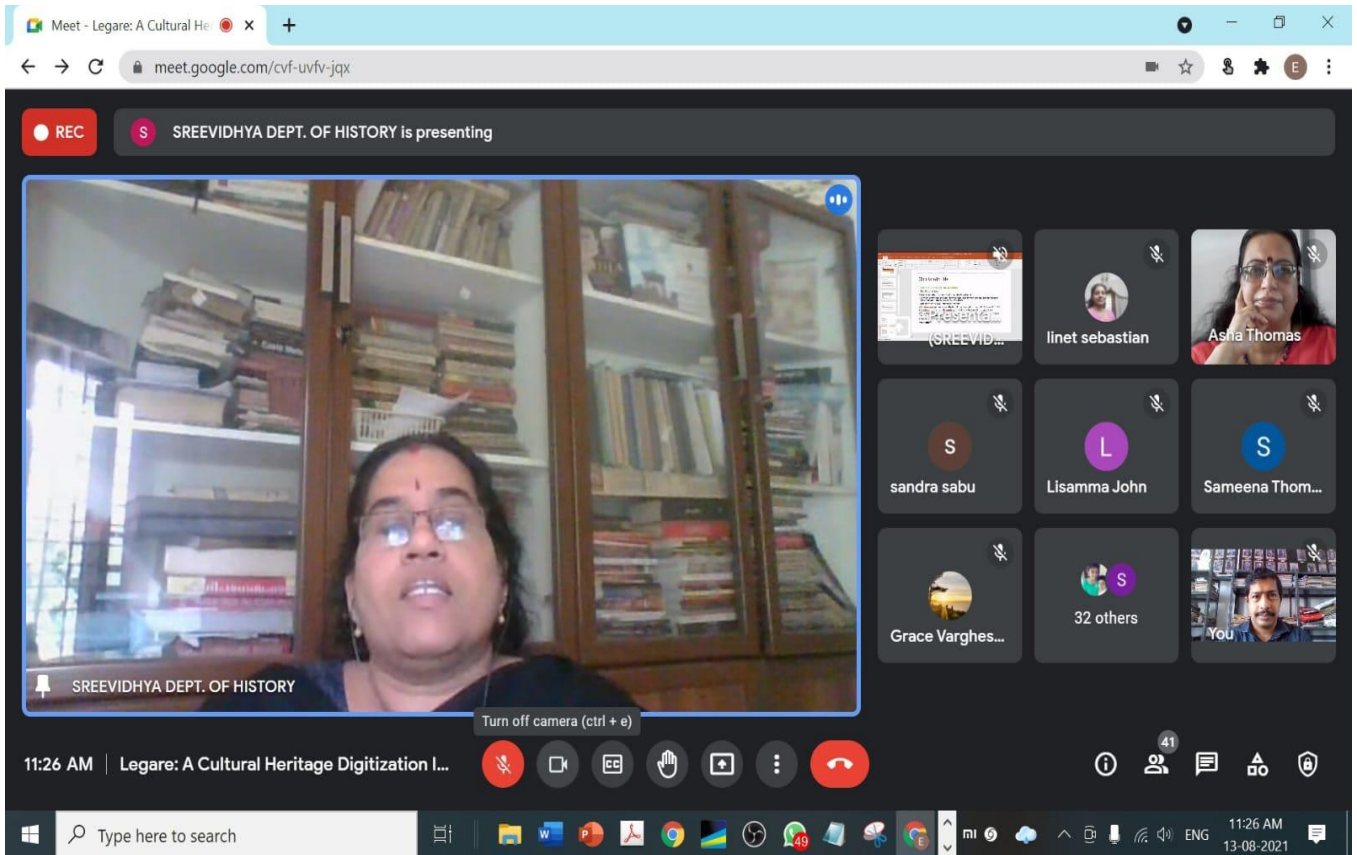 Meet - Legare: A Cultural He
meet.google.com/cvf-uvfv-jqx
E
REC
S SREEVIDHYA DEPT. OF HISTORY is presenting
SREEVIDHYA DEPT. OF HISTORY
Presenta...
(SREEVID...
linet sebastian
Asha Thomas
S
sandra sabu
L
Lisamma John
S
Sameena Thom...
Grace Varghes...
S
32 others
You
Turn off camera (ctrl + e)
11:26 AM | Legare: A Cultural Heritage Digitization I...
CC
41
Type here to search
49
ENG
11:26 AM
13-08-2021